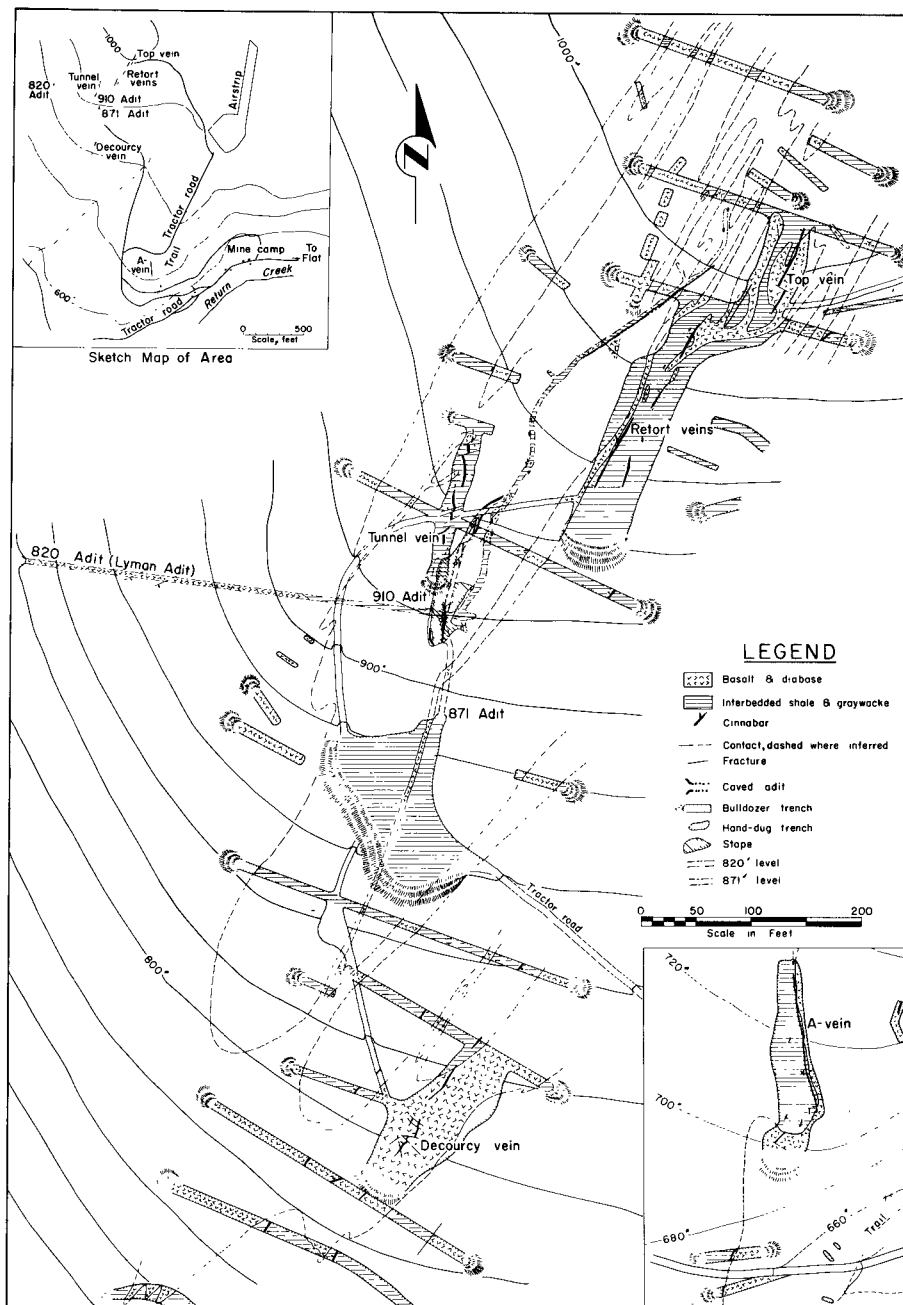 1000
Top vein
Tunnel
vein
Retort
veins
820
Adit
910 Adit
871 Adit
Airstrip
Decourcy
vein
Tractor road
Trail
A-
vein
Mine camp
To
Flat
Return
Creek
Tractor road
600'
0 500
Scale, feet
Sketch Map of Area
N
1000'
Top vein
Retort veins
Tunnel vein
820 Adit (Lyman Adit)
910 Adit
900'
871 Adit
Tractor
road
800'
Decourcy vein
LEGEND
Basalt & diabase
Interbedded shale & graywacke
Cinnabar
Contact, dashed where inferred
Fracture
Caved adit
Bulldozer trench
Hand-dug trench
Stope
820' level
871' level
0 50 100 200
Scale in Feet
720'
A-vein
700'
680'
660'
Trail